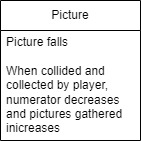 Picture
Picture falls
When collided and
collected by player,
numerator decreases
and pictures gathered
inicreases